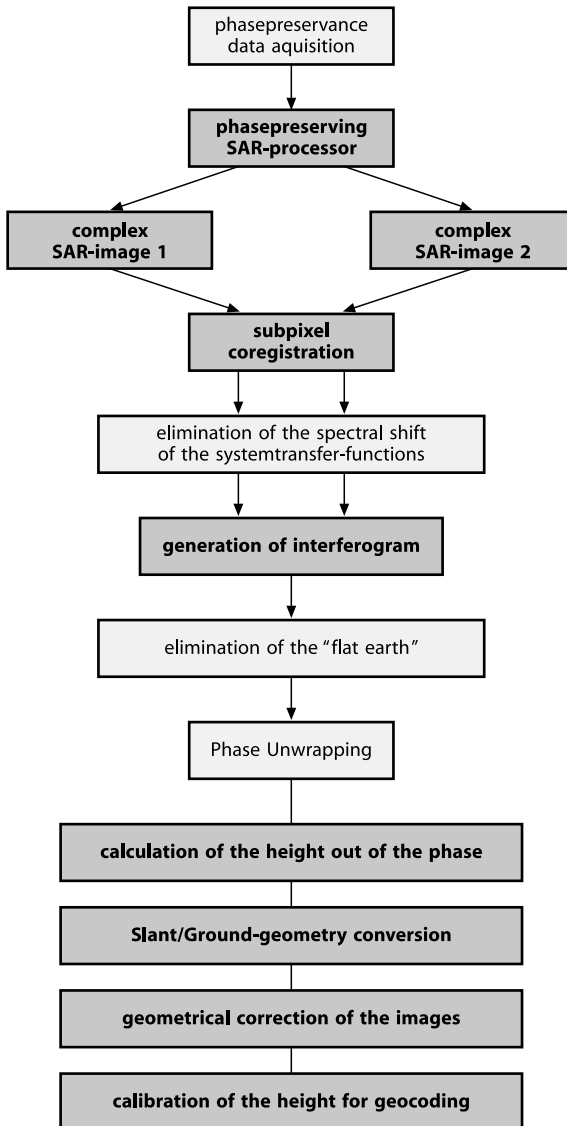 phasepreservance
data aquisition
phasepreserving
SAR-processor
complex
SAR-image 1
complex
SAR-image 2
subpixel
coregistration
elimination of the spectral shift
of the systemtransfer-functions
generation of interferogram
elimination of the “flat earth”
Phase Unwrapping
calculation of the height out of the phase
Slant/Ground-geometry conversion
geometrical correction of the images
calibration of the height for geocoding